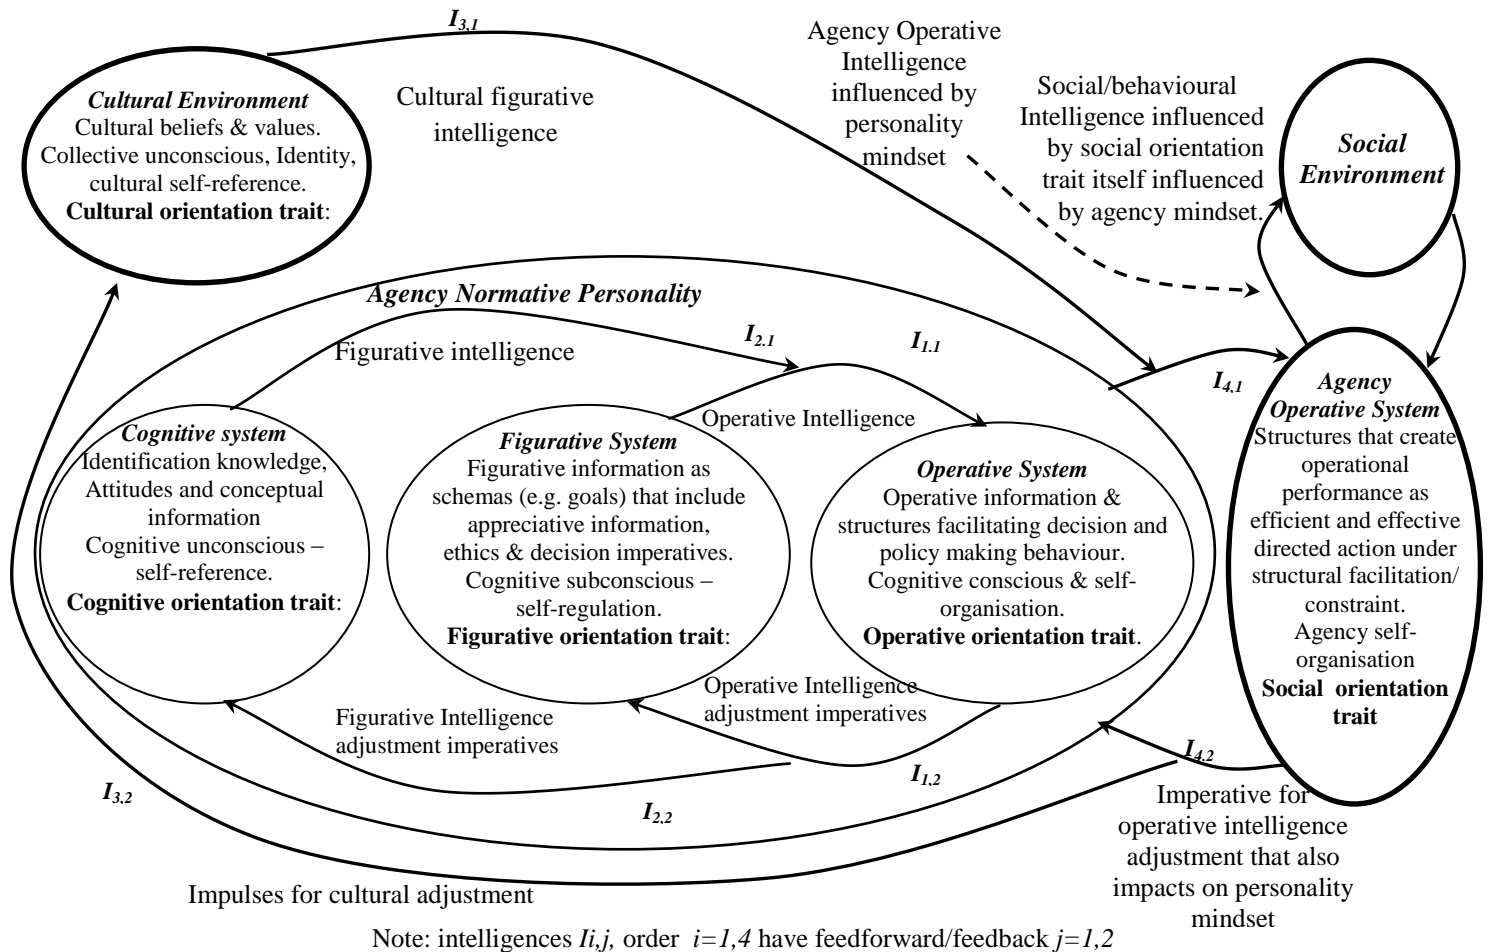 I3,1
Cultural figurative
intelligence
Agency Operative
Intelligence
influenced by
personality
mindset
Social/behavioural
Intelligence influenced
by social orientation
trait itself influenced
by agency mindset.
Social
Environment
Cultural Environment
Cultural beliefs & values.
Collective unconscious, Identity,
cultural self-reference.
Cultural orientation trait:
Agency Normative Personality
Figurative intelligence
I2.1
I1.1
I4,1
Operative Intelligence
Cognitive system
Identification knowledge,
Attitudes and conceptual
information
Cognitive unconscious –
self-reference.
Cognitive orientation trait:
Figurative System
Figurative information as
schemas (e.g. goals) that include
appreciative information,
ethics & decision imperatives.
Cognitive subconscious –
self-regulation.
Figurative orientation trait:
Operative System
Operative information &
structures facilitating decision and
policy making behaviour.
Cognitive conscious & self-
organisation.
Operative orientation trait.
Agency
Operative System
Structures that create
operational
performance as
efficient and effective
directed action under
structural facilitation/
constraint.
Agency self-
organisation
Social orientation
trait
Operative Intelligence
adjustment imperatives
Figurative Intelligence
adjustment imperatives
I4,2
I1,2
I3,2
I2,2
Imperative for
operative intelligence
adjustment that also
impacts on personality
mindset
Impulses for cultural adjustment
Note: intelligences Ii,j, order i=1,4 have feedforward/feedback j=1,2